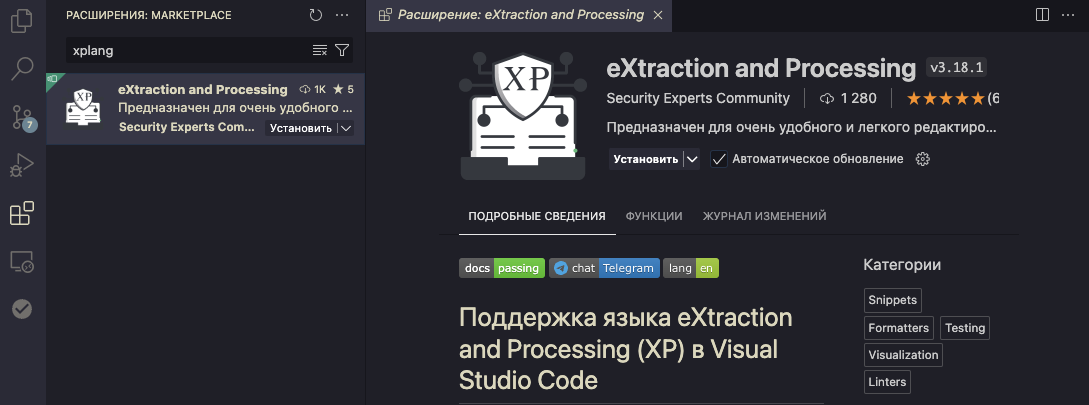 РАСШИРЕНИЯ: MARKETPLACE
xplang
7
eXtraction and Processing 1K ★ 5
Предназначен для очень удобного ...
Security Experts Com... Установить
Расширение: eXtraction and Processing
XP
eXtraction and Processing v3.18.1
Security Experts Community 1 280 ★★★★★(6
Предназначен для очень удобного и легкого редактиро...
Установить Автоматическое обновление
ПОДРОБНЫЕ СВЕДЕНИЯ ФУНКЦИИ ЖУРНАЛ ИЗМЕНЕНИЙ
docs passing chat Telegram lang en
Поддержка языка eXtraction
and Processing (XP) в Visual
Studio Code
Категории
Snippets
Formatters Testing
Visualization
Linters